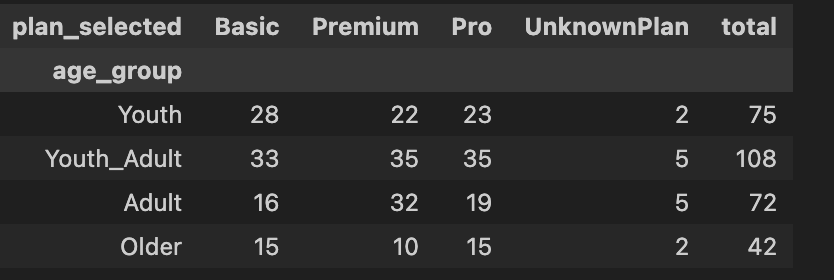 plan_selected Basic Premium Pro UnknownPlan total
age_group
Youth 28 22 23 2 75
Youth_Adult 33 35 35 5 108
Adult 16 32 19 5 72
Older 15 10 15 2 42